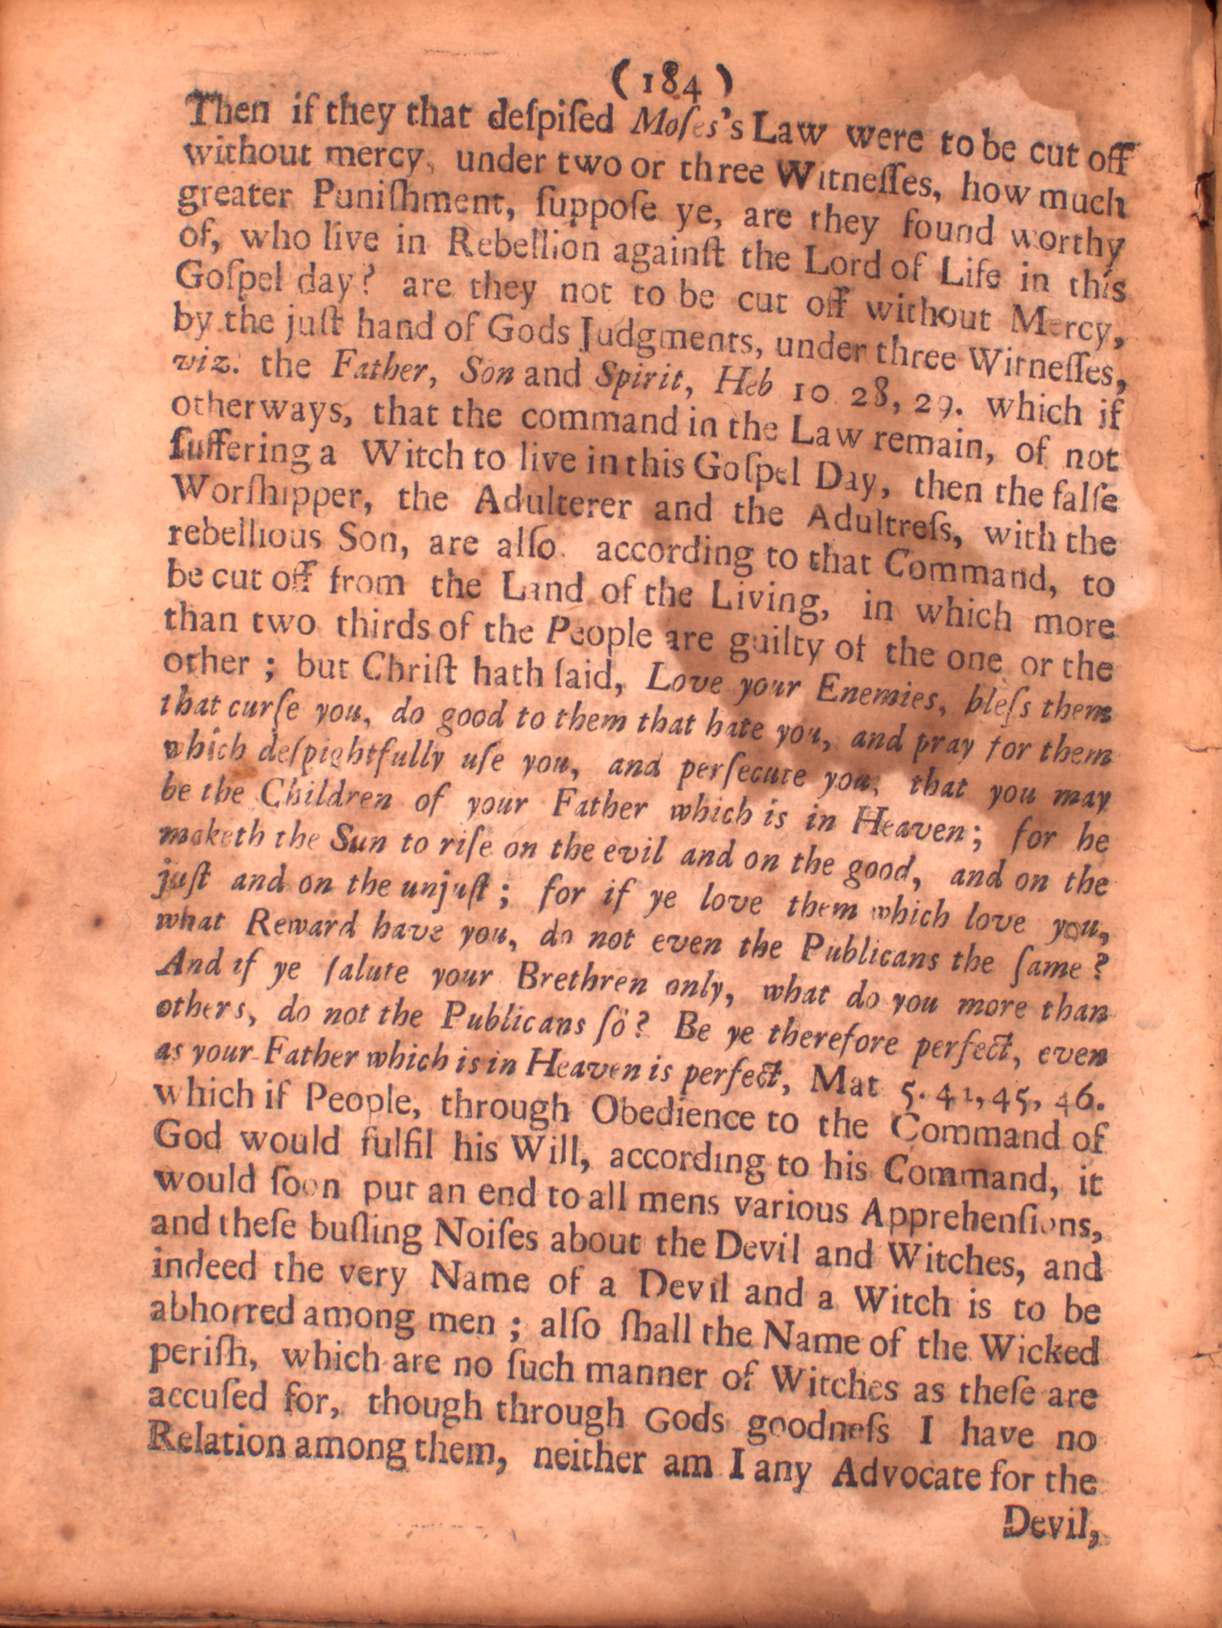 (184)
Then if they that deſpiſed Moſes's Law were to be cut off
without mercy, under two or three Witneſſes, how much
greater Puniſhment, ſuppoſe ye, are they found worthy
of, who live in Rebellion againſt the Lord of Life in this
Goſpel day? are they not to be cut off without Mercy,
by the juſt hand of Gods Judgments, under three Witneſſes,
viz. the Father, Son and Spirit, Heb 10 28, 29. which if
otherways, that the command in the Law remain, of not
ſuffering a Witch to live in this Goſpel Day, then the falſe
Worſhipper, the Adulterer and the Adultreſs, with the
rebellious Son, are alſo according to that Command, to
be cut off from the Land of the Living, in which more
than two thirds of the People are guilty of the one or the
other ; but Chriſt hath ſaid, Love your Enemies, bleſs them
that curſe you, do good to them that hate you, and pray for them
which deſpightfully uſe you, and perſecute you, that you may
be the Children of your Father which is in Heaven; for he
maketh the Sun to riſe on the evil and on the good, and on the
juſt and on the unjuſt ; for if ye love them which love you,
what Reward have you, do not even the Publicans the ſame ?
And if ye ſalute your Brethren only, what do you more than
others, do not the Publicans ſo? Be ye therefore perfect, even
as your Father which is in Heaven is perfect, Mat 5. 41, 45, 46.
which if People, through Obedience to the Command of
God would fulfil his Will, according to his Command, it
would ſoon put an end to all mens various Apprehenſions,
and theſe buſling Noiſes about the Devil and Witches, and
indeed the very Name of a Devil and a Witch is to be
abhorred among men ; alſo ſhall the Name of the Wicked
periſh, which are no ſuch manner of Witches as theſe are
accuſed for, though through Gods goodneſs I have no
Relation among them, neither am I any Advocate for the
Devil,